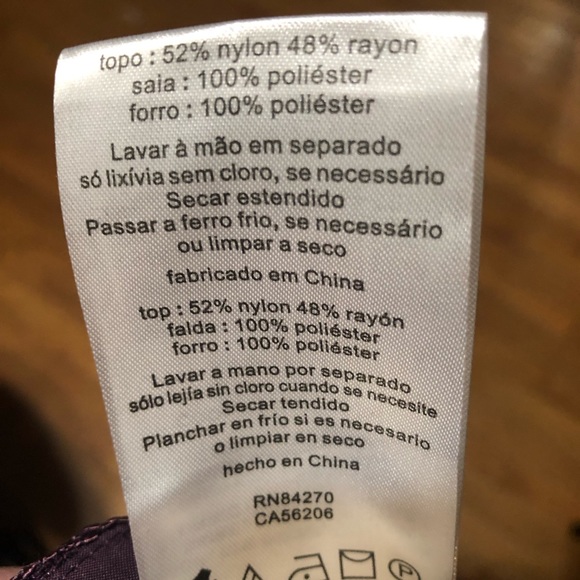 topo : 52% nylon 48% rayon
saia : 100% poliéster
forro : 100% poliéster
Lavar à mão em separado
só lixívia sem cloro, se necessário
Secar estendido
Passar a ferro frio, se necessário
ou limpar a seco
fabricado em China
top : 52% nylon 48% rayón
falda : 100% poliéster
forro : 100% poliéster
Lavar a mano por separado
sólo lejía sin cloro cuando se necesite
Secar tendido
Planchar en frío si es necesario
o limpiar en seco
hecho en China
RN84270
CA56206
P